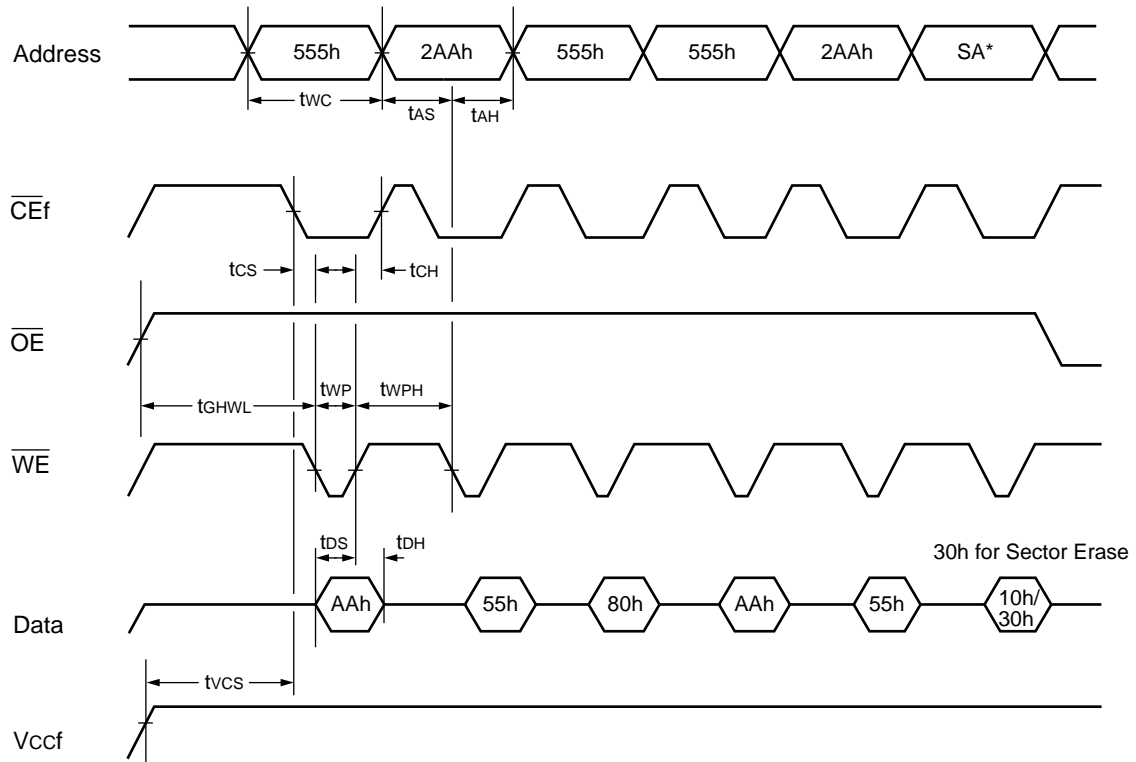 Address
555h 2AAh 555h 555h 2AAh SA*
tWC tAS tAH
CEf
tCS tCH
OE
tGHWL tWP tWPH
WE
tDS tDH
30h for Sector Erase
Data
AAh 55h 80h AAh 55h 10h/
30h
tVCS
VCCf